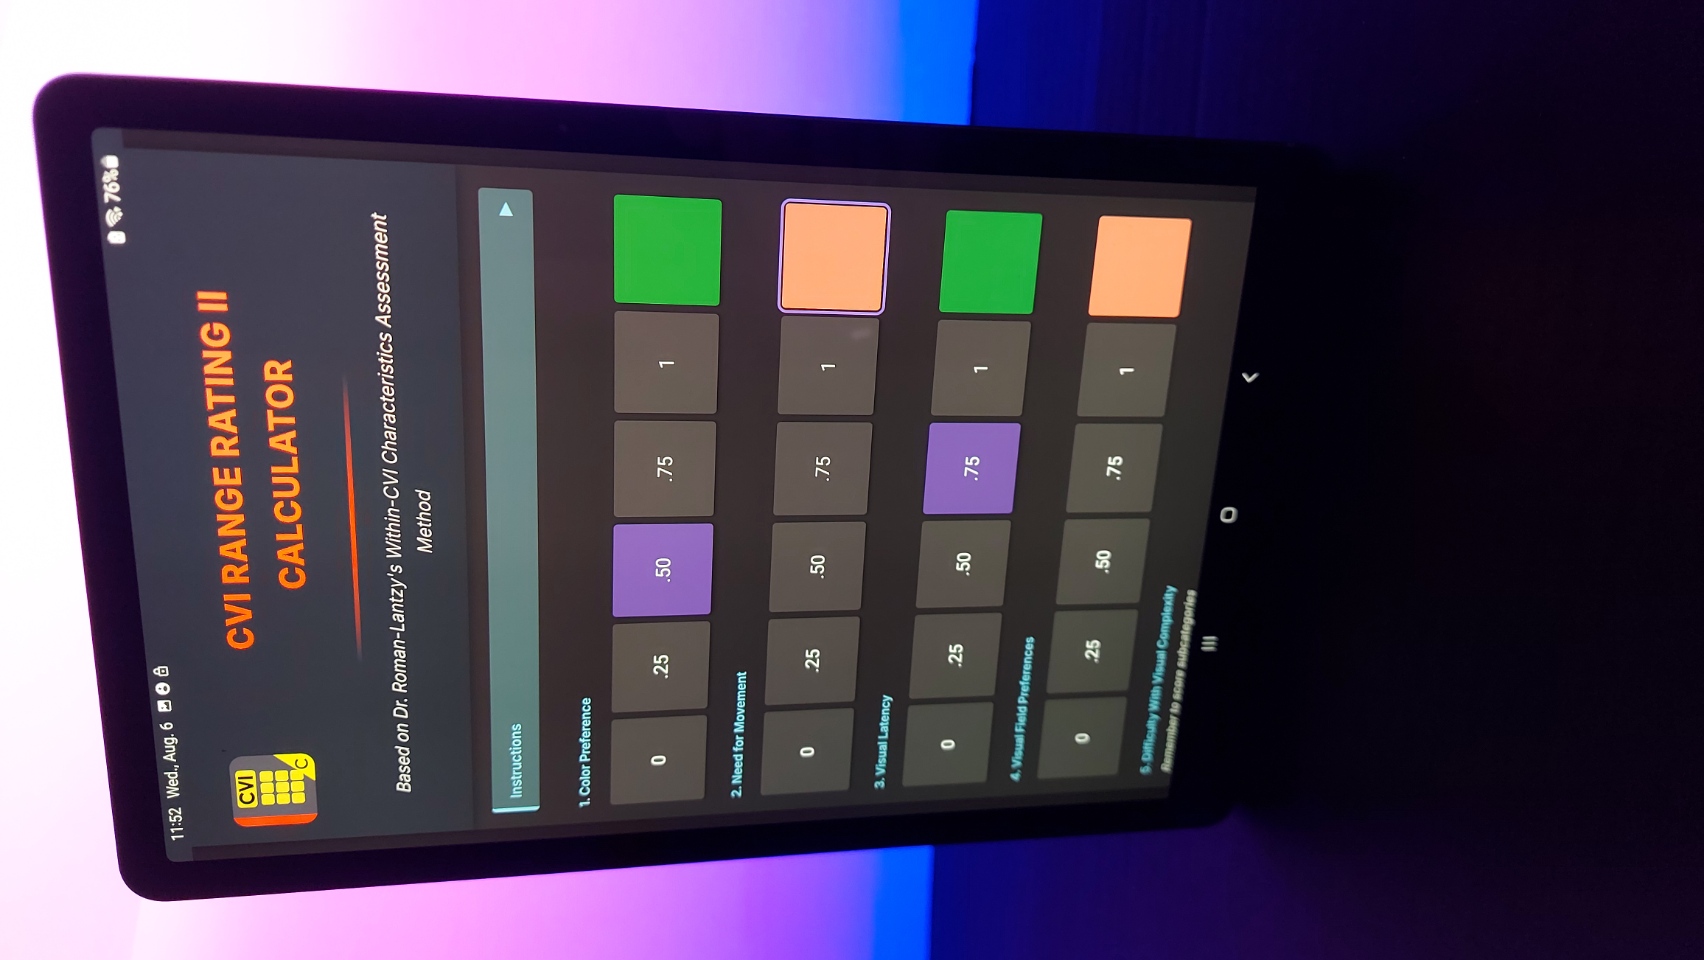 11:52 Wed., Aug. 6
76%
CVI
C
CVI RANGE RATING II
CALCULATOR
Based on Dr. Roman-Lantzy's Within-CVI Characteristics Assessment
Method
Instructions
1. Color Preference
0 .25 .50 .75 1
2. Need for Movement
0 .25 .50 .75 1
3. Visual Latency
0 .25 .50 .75 1
4. Visual Field Preferences
0 .25 .50 .75 1
5. Difficulty With Visual Complexity
Remember to score subcategories